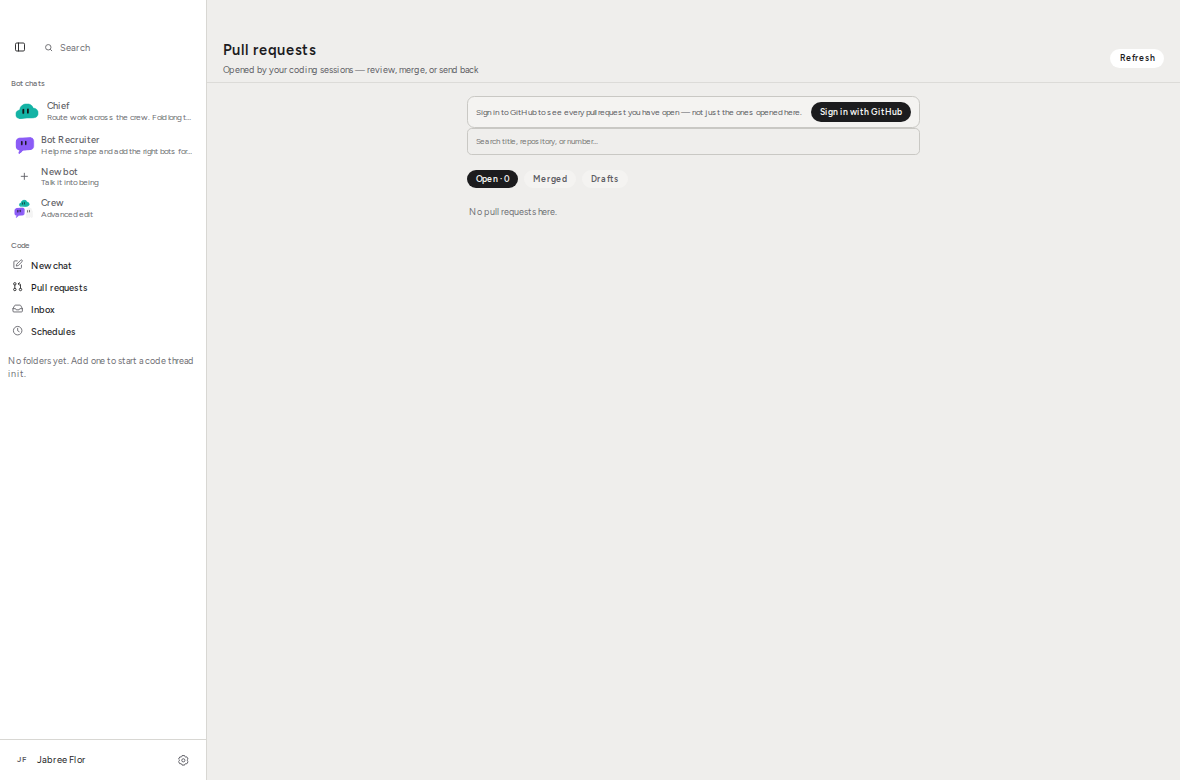 Search
Bot chats
Chief
Route work across the crew. Fold long t...
Bot Recruiter
Help me shape and add the right bots for...
New bot
Talk it into being
Crew
Advanced edit
Code
New chat
Pull requests
Inbox
Schedules
No folders yet. Add one to start a code thread
in it.
JF
Jabree Flor
Pull requests
Opened by your coding sessions — review, merge, or send back
Refresh
Sign in to GitHub to see every pull request you have open — not just the ones opened here.
Sign in with GitHub
Search title, repository, or number...
Open · 0
Merged
Drafts
No pull requests here.